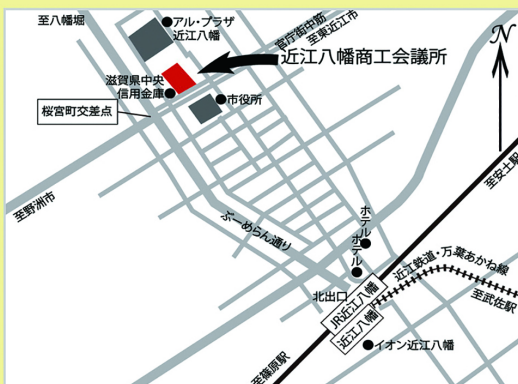 至八幡堀
アル・プラザ
近江八幡
官庁街中筋
至東近江市
近江八幡商工会議所
N
滋賀県中央
信用金庫
市役所
桜宮町交差点
至安土駅
至野洲市
ぶーめらん通り
ホテル
ホテル
近江鉄道・万葉あかね線
北出口
JR近江八幡
近江八幡
至武佐駅
イオン近江八幡
至篠原駅